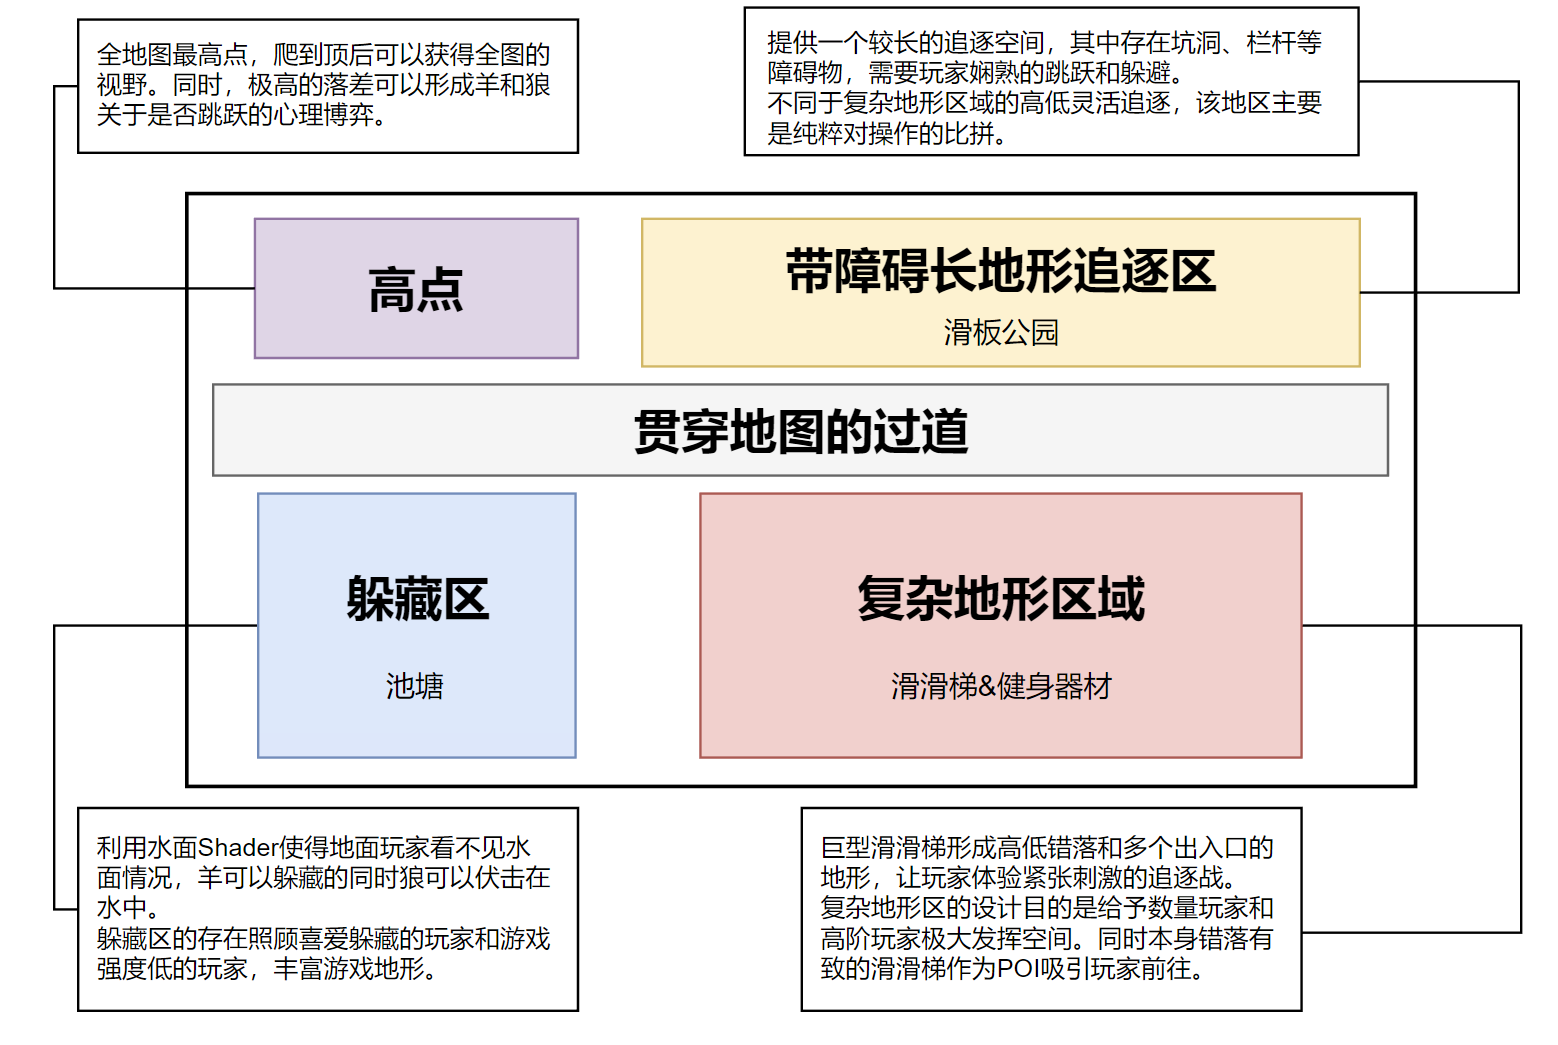 全地图最高点，爬到顶后可以获得全图的
视野。同时，极高的落差可以形成羊和狼
关于是否跳跃的心理博弈。
提供一个较长的追逐空间，其中存在坑洞、栏杆等
障碍物，需要玩家娴熟的跳跃和躲避。
不同于复杂地形区域的高低灵活追逐，该地区主要
是纯粹对操作的比拼。
高点
带障碍长地形追逐区
滑板公园
贯穿地图的过道
躲藏区
池塘
复杂地形区域
滑滑梯&健身器材
利用水面Shader使得地面玩家看不见水
面情况，羊可以躲藏的同时狼可以伏击在
水中。
躲藏区的存在照顾喜爱躲藏的玩家和游戏
强度低的玩家，丰富游戏地形。
巨型滑滑梯形成高低错落和多个出入口的
地形，让玩家体验紧张刺激的追逐战。
复杂地形区的设计目的是给予数量玩家和
高阶玩家极大发挥空间。同时本身错落有
致的滑滑梯作为POI吸引玩家前往。